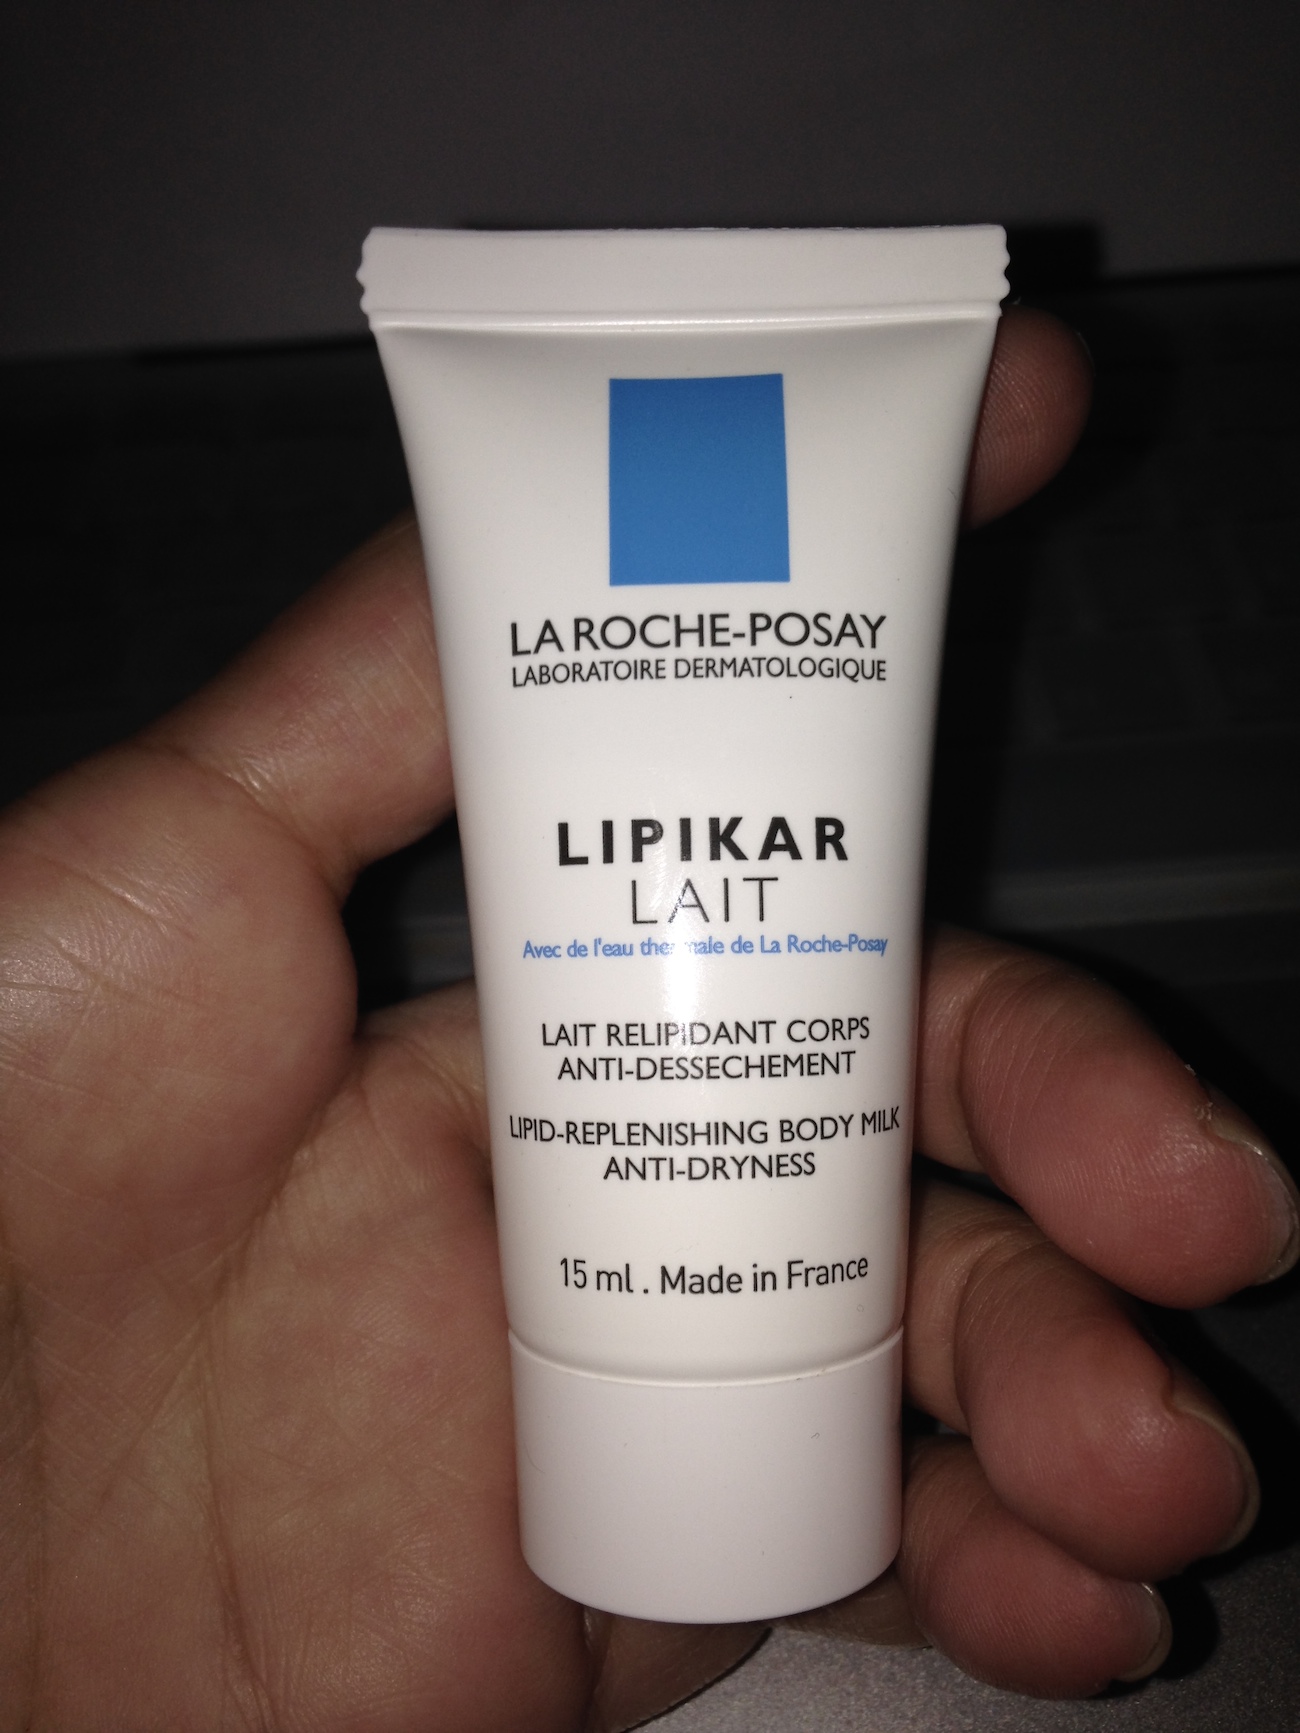 LA ROCHE-POSAY
LABORATOIRE DERMATOLOGIQUE
LIPIKAR
LAIT
Avec de l'eau thermale de La Roche-Posay
LAIT RELIPIDANT CORPS
ANTI-DESSECHEMENT
LIPID-REPLENISHING BODY MILK
ANTI-DRYNESS
15 ml . Made in France